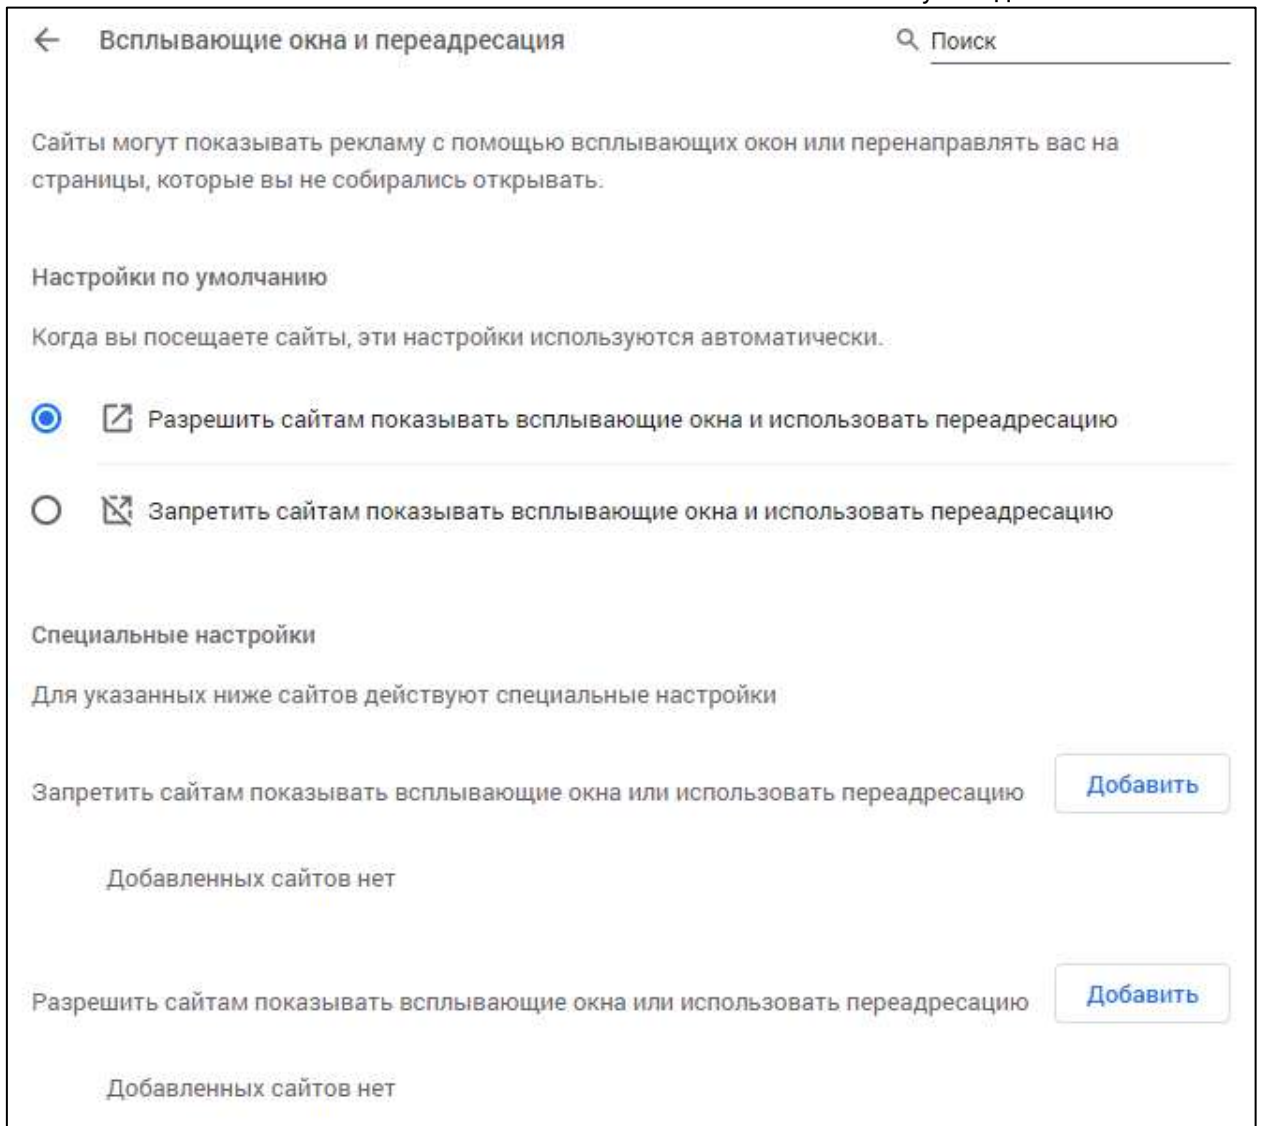 Всплывающие окна и переадресация
Поиск
Сайты могут показывать рекламу с помощью всплывающих окон или перенаправлять вас на
страницы, которые вы не собирались открывать.
Настройки по умолчанию
Когда вы посещаете сайты, эти настройки используются автоматически.
Разрешить сайтам показывать всплывающие окна и использовать переадресацию
Запретить сайтам показывать всплывающие окна и использовать переадресацию
Специальные настройки
Для указанных ниже сайтов действуют специальные настройки
Запретить сайтам показывать всплывающие окна или использовать переадресацию
Добавить
Добавленных сайтов нет
Разрешить сайтам показывать всплывающие окна или использовать переадресацию
Добавить
Добавленных сайтов нет